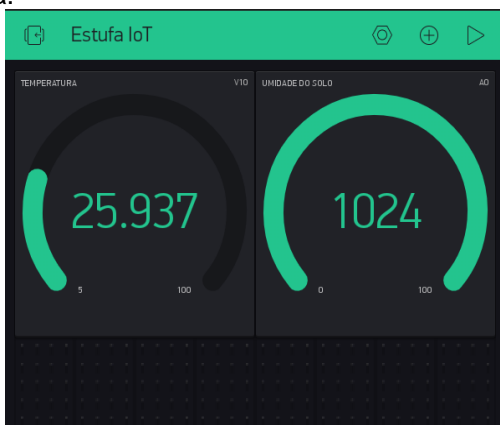 Estufa IoT
TEMPERATURA V10
25.937
5 100
UMIDADE DO SOLO A0
1024
0 100